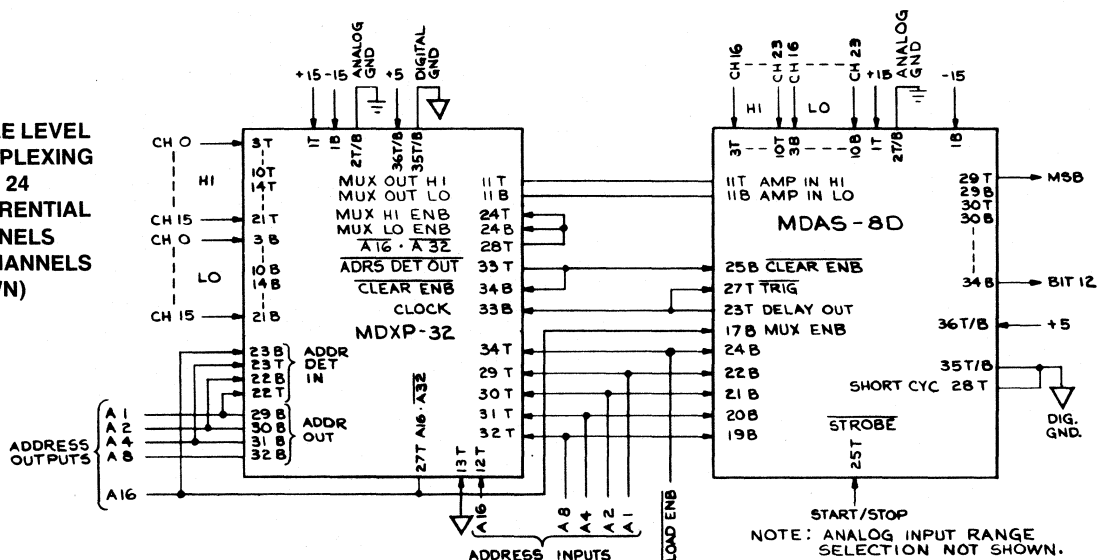 E LEVEL
PLEXING
24
RENTIAL
NELS
HANNELS
N)
+15
-15
ANALOG GND
+5
DIGITAL GND
1T
1B
2T/B
36T/B
35T/B
CH 0
HI
CH 15
CH 0
LO
CH 15
3T
10T
14T
21T
3B
10B
14B
21B
MUX OUT HI 11T
MUX OUT LO 11B
MUX HI ENB 24T
MUX LO ENB 24B
A16 · A32 28T
ADRS DET OUT 33T
CLEAR ENB 34B
CLOCK 33B
MDXP-32
34T
29T
30T
31T
32T
23B
23T
22B
22T
ADDR DET IN
29B
30B
31B
32B
ADDR OUT
27T A16·A32
13T
12T
ADDRESS OUTPUTS
A1
A2
A4
A8
A16
A16
A8
A4
A2
A1
ADDRESS INPUTS
LOAD ENB
CH 16
CH 23
CH 16
CH 23
+15
ANALOG GND
-15
HI
LO
3T
10T
3B
10B
1T
2T/B
1B
11T AMP IN HI
11B AMP IN LO
MDAS-8D
25B CLEAR ENB
27T TRIG
23T DELAY OUT
17B MUX ENB
24B
22B
21B
20B
19B
29T
MSB
29B
30T
30B
34B
BIT 12
36T/B
+5
35T/B
SHORT CYC 28T
DIG. GND.
STROBE
25T
START/STOP
NOTE: ANALOG INPUT RANGE
SELECTION NOT SHOWN.